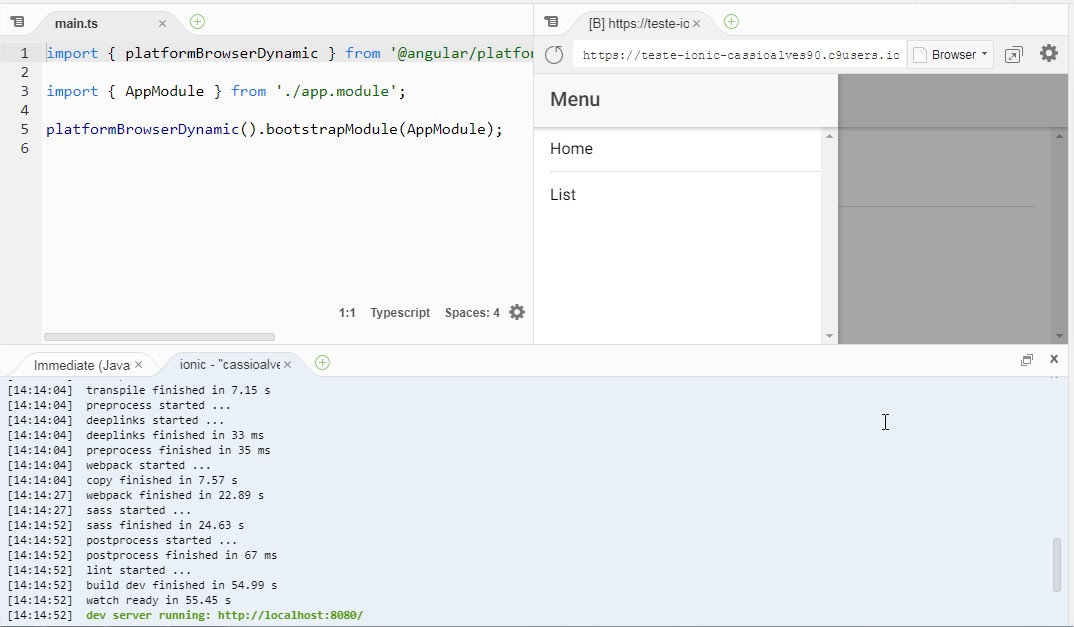 main.ts
[B] https://teste-ic
1 import { platformBrowserDynamic } from '@angular/platfor
2
3 import { AppModule } from './app.module';
4
5 platformBrowserDynamic().bootstrapModule(AppModule);
6
1:1 Typescript Spaces: 4
https://teste-ionic-cassioalves90.c9users.io
Browser
Menu
Home
List
Immediate (Java
ionic - "cassioalve
[14:14:04] transpile finished in 7.15 s
[14:14:04] preprocess started ...
[14:14:04] deeplinks started ...
[14:14:04] deeplinks finished in 33 ms
[14:14:04] preprocess finished in 35 ms
[14:14:04] webpack started ...
[14:14:04] copy finished in 7.57 s
[14:14:27] webpack finished in 22.89 s
[14:14:27] sass started ...
[14:14:52] sass finished in 24.63 s
[14:14:52] postprocess started ...
[14:14:52] postprocess finished in 67 ms
[14:14:52] lint started ...
[14:14:52] build dev finished in 54.99 s
[14:14:52] watch ready in 55.45 s
[14:14:52] dev server running: http://localhost:8080/